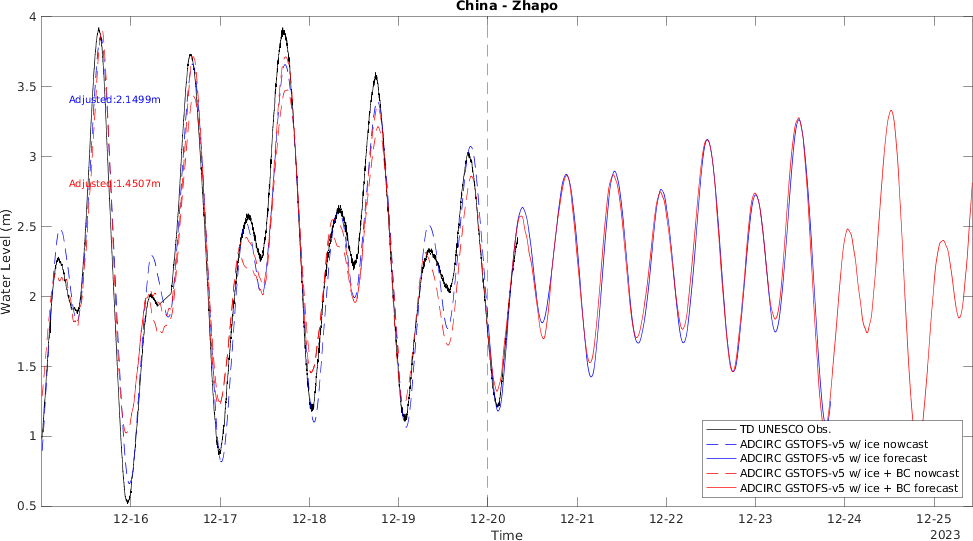 China - Zhapo
4
3.5
3
2.5
2
1.5
1
0.5
Water Level (m)
Adjusted:2.1499m
Adjusted:1.4507m
TD UNESCO Obs.
ADCIRC GSTOFS-v5 w/ ice nowcast
ADCIRC GSTOFS-v5 w/ ice forecast
ADCIRC GSTOFS-v5 w/ ice + BC nowcast
ADCIRC GSTOFS-v5 w/ ice + BC forecast
12-16 12-17 12-18 12-19 12-20 12-21 12-22 12-23 12-24 12-25
2023
Time